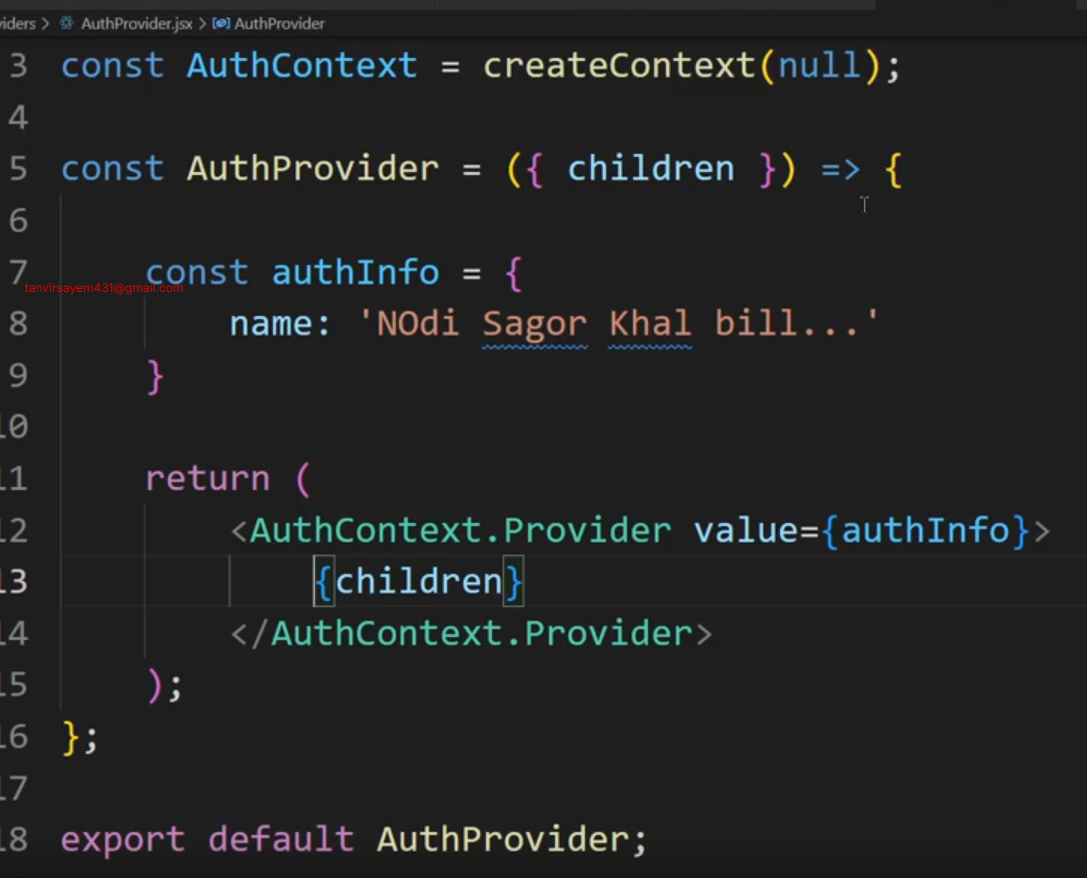 viders > AuthProvider.jsx > AuthProvider
3 const AuthContext = createContext(null);
4
5 const AuthProvider = ({ children }) => {
6
7 const authInfo = {
tanvirsayem431@gmail.com
8 name: 'NOdi Sagor Khal bill...'
9 }
10
11 return (
12 <AuthContext.Provider value={authInfo}>
13 {children}
14 </AuthContext.Provider>
15 );
16 };
17
18 export default AuthProvider;